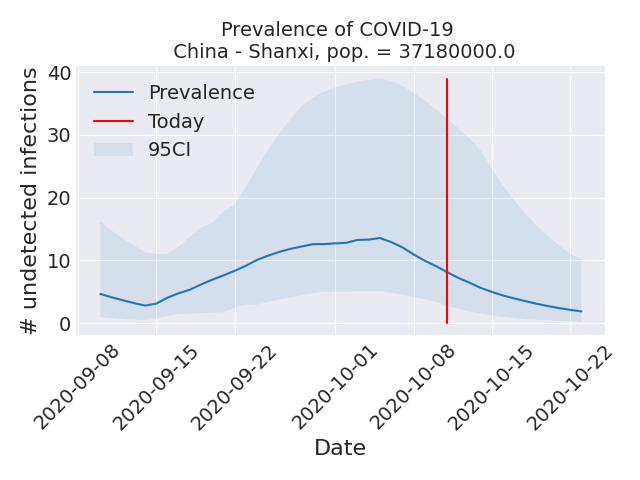 Prevalence of COVID-19
China - Shanxi, pop. = 37180000.0
# undetected infections
40
30
20
10
0
Prevalence
Today
95CI
2020-09-08
2020-09-15
2020-09-22
2020-10-01
2020-10-08
2020-10-15
2020-10-22
Date